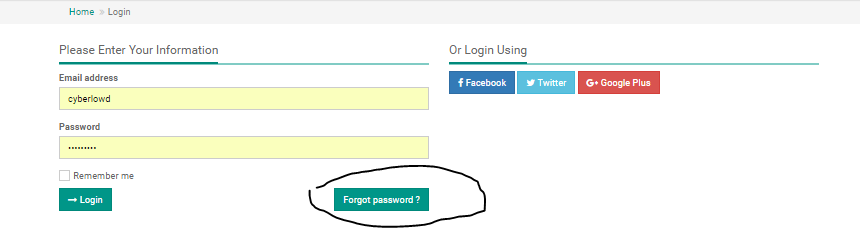 Home » Login
Please Enter Your Information
Email address
cyberlowd
Password
•••••••••
Remember me
Login
Forgot password ?
Or Login Using
Facebook
Twitter
G+ Google Plus